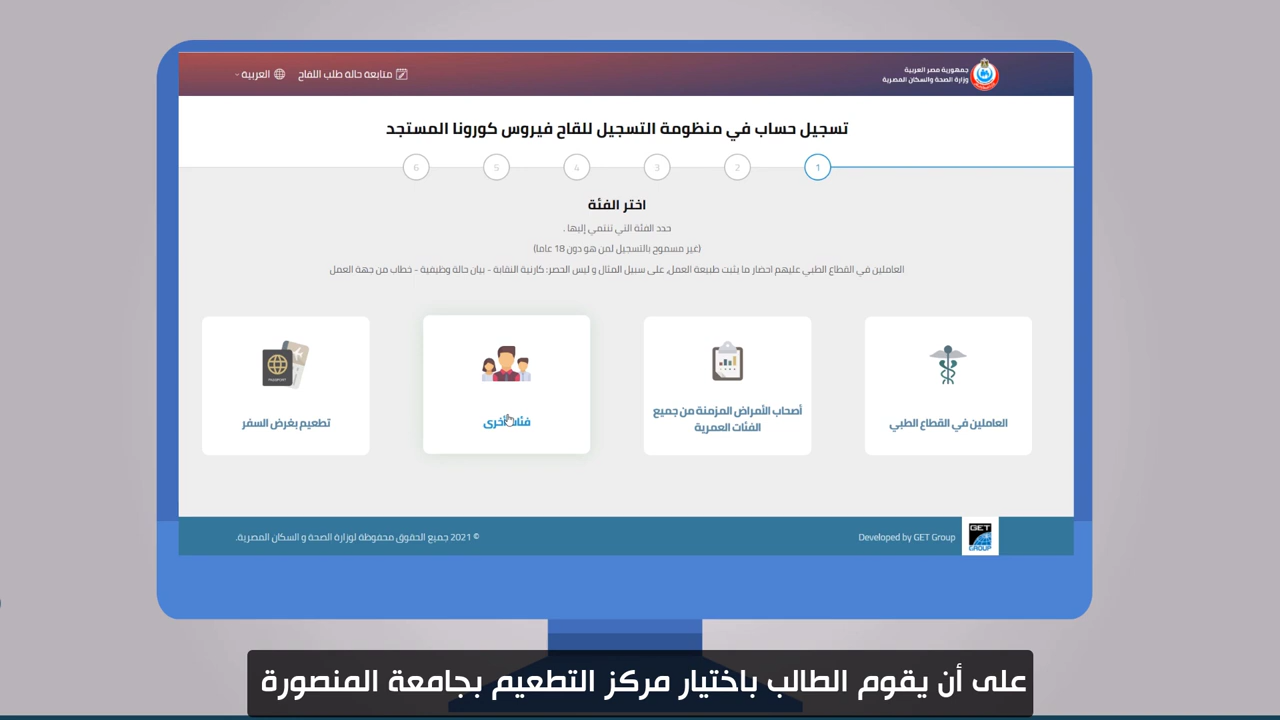 جمهورية مصر العربية
وزارة الصحة والسكان المصرية
متابعة حالة طلب اللقاح
العربية
تسجيل حساب في منظومة التسجيل للقاح فيروس كورونا المستجد
1 2 3 4 5 6
اختر الفئة
حدد الفئة التي تنتمي إليها .
(غير مسموح بالتسجيل لمن هو دون 18 عاما)
العاملين في القطاع الطبي عليهم احضار ما يثبت طبيعة العمل، على سبيل المثال و ليس الحصر: كارنية النقابة - بيان حالة وظيفية - خطاب من جهة العمل
العاملين في القطاع الطبي
أصحاب الأمراض المزمنة من جميع
الفئات العمرية
فئات أخرى
PASSPORT
تطعيم بغرض السفر
GET
GROUP
Developed by GET Group
© 2021 جميع الحقوق محفوظة لوزارة الصحة و السكان المصرية.
على أن يقوم الطالب باختيار مركز التطعيم بجامعة المنصورة